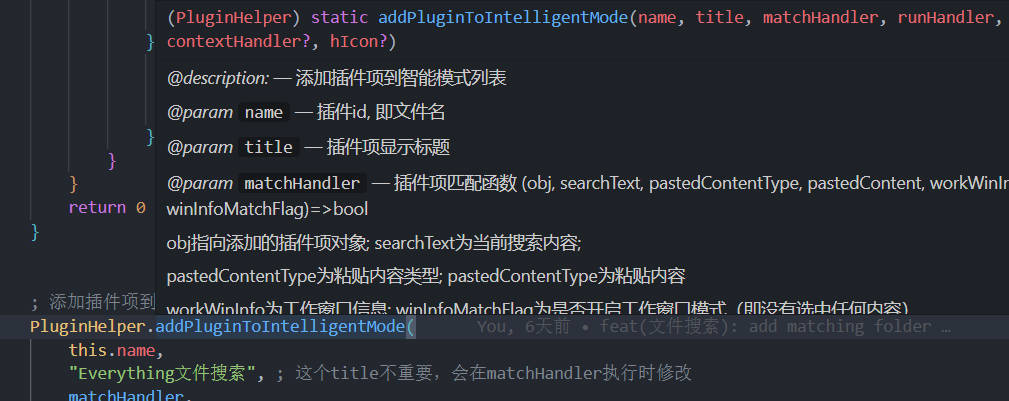 (PluginHelper) static addPluginToIntelligentMode(name, title, matchHandler, runHandler,
}
contextHandler?, hIcon?)
@description: — 添加插件项到智能模式列表
@param name — 插件id, 即文件名
}
@param title — 插件项显示标题
}
@param matchHandler — 插件项匹配函数 (obj, searchText, pastedContentType, pastedContent, workWinIn
}
return 0
winInfoMatchFlag)=>bool
}
obj指向添加的插件项对象; searchText为当前搜索内容;
pastedContentType为粘贴内容类型; pastedContentType为粘贴内容
; 添加插件项到
workWinInfo为工作窗口信息; winInfoMatchFlag为是否开启工作窗口模式（即没有选中任何内容）
PluginHelper.addPluginToIntelligentMode( You, 6天前 • feat(文件搜索): add matching folder …
this.name,
"Everything文件搜索", ; 这个title不重要，会在matchHandler执行时修改
matchHandler,